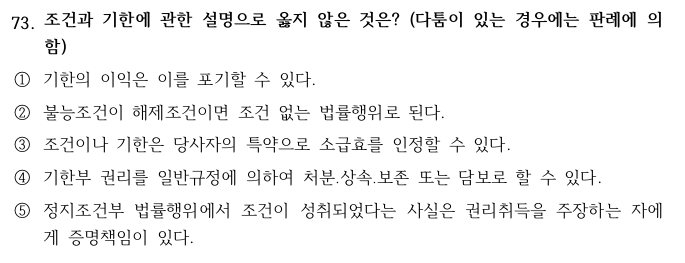 73. 조건과 기한에 관한 설명으로 옳지 않은 것은? (다툼이 있는 경우에는 판례에 의
함)
① 기한의 이익은 이를 포기할 수 있다.
② 불능조건이 해제조건이면 조건 없는 법률행위로 된다.
③ 조건이나 기한은 당사자의 특약으로 소급효를 인정할 수 있다.
④ 기한부 권리를 일반규정에 의하여 처분.상속.보존 또는 담보로 할 수 있다.
⑤ 정지조건부 법률행위에서 조건이 성취되었다는 사실은 권리취득을 주장하는 자에
게 증명책임이 있다.